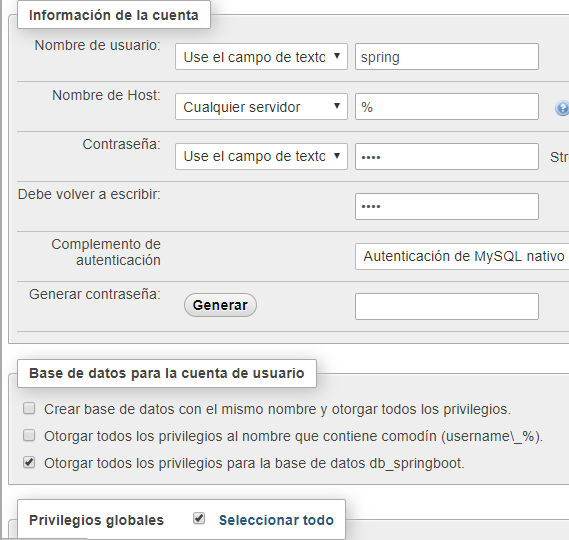 Información de la cuenta
Nombre de usuario: Use el campo de texto spring
Nombre de Host: Cualquier servidor %
Contraseña: Use el campo de texto •••• Str
Debe volver a escribir: ••••
Complemento de
autenticación Autenticación de MySQL nativo
Generar contraseña: Generar
Base de datos para la cuenta de usuario
Crear base de datos con el mismo nombre y otorgar todos los privilegios.
Otorgar todos los privilegios al nombre que contiene comodín (username\_%).
Otorgar todos los privilegios para la base de datos db_springboot.
Privilegios globales Seleccionar todo